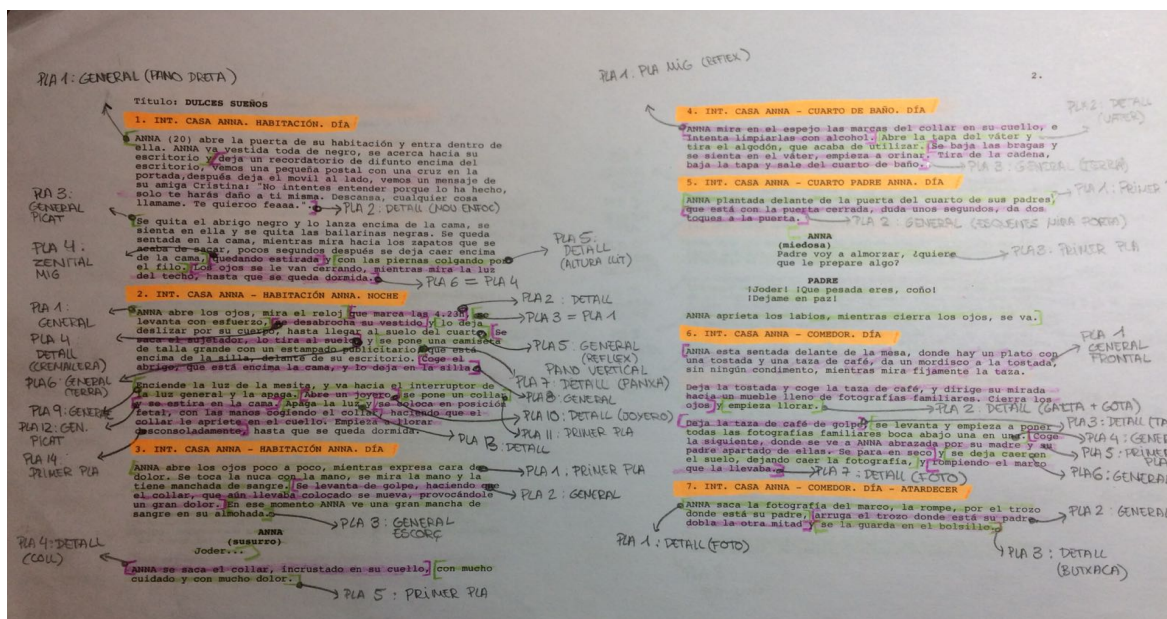 PLA 1: GENERAL (PANO DRETA)
Título: DULCES SUEÑOS
1. INT. CASA ANNA. HABITACIÓN. DÍA
ANNA (20) abre la puerta de su habitación y entra dentro de
ella. ANNA va vestida toda de negro, se acerca hacia su
escritorio y deja un recordatorio de difunto encima del
escritorio, vemos una pequeña postal con una cruz en la
portada,después deja el movil al lado, vemos un mensaje de
su amiga Cristina: "No intentes entender porque lo ha hecho,
solo te harás daño a ti misma. Descansa, cualquier cosa
llamame. Te quieroo feaaa."
PLA 2: DETALL (NOU ENFOC)
PLA 3:
GENERAL
PICAT
Se quita el abrigo negro y lo lanza encima de la cama, se
sienta en ella y se quita las bailarinas negras. Se queda
sentada en la cama, mientras mira hacia los zapatos que se
acaba de sacar, pocos segundos después se deja caer encima
de la cama, quedando estirada y con las piernas colgando por
el filo. Los ojos se le van cerrando, mientras mira la luz
del techo, hasta que se queda dormida.
PLA 4:
ZENITAL
MIG
PLA 5:
DETALL
(ALTURA LLIT)
PLA 6 = PLA 4
2. INT. CASA ANNA - HABITACIÓN ANNA. NOCHE
ANNA abre los ojos, mira el reloj que marca las 4.23h, se
levanta con esfuerzo, se desabrocha su vestido y lo deja
deslizar por su cuerpo, hasta llegar al suelo del cuarto. Se
saca el sujetador, lo tira al suelo y se pone una camiseta
de talla grande con un estampado publicitario, que está
encima de la silla, delante de su escritorio. Coge el
abrigo, que está encima la cama, y lo deja en la silla.
PLA 1:
GENERAL
PLA 4
DETALL
(CREMALLERA)
PLA 6: GENERAL
(TERRA)
PLA 9: GENERAL
PLA 12: GEN.
PICAT
PLA 14:
PRIMER PLA
PLA 2: DETALL
PLA 3 = PLA 1
PLA 5: GENERAL
(REFLEX)
PANO VERTICAL
PLA 7: DETALL (PANXA)
PLA 8: GENERAL
PLA 10: DETALL (JOYERO)
PLA 11: PRIMER PLA
PLA 13: DETALL
Enciende la luz de la mesita, y va hacia el interruptor de
la luz general y la apaga. Abre un joyero, se pone un collar
y se estira en la cama. Apaga la luz y se coloca en posición
fetal, con las manos cogiendo el collar, haciendo que el
collar le apriete en el cuello. Empieza a llorar
desconsoladamente, hasta que se queda dormida.
3. INT. CASA ANNA - HABITACIÓN ANNA. DÍA
ANNA abre los ojos poco a poco, mientras expresa cara de
dolor. Se toca la nuca con la mano, se mira la mano y la
tiene manchada de sangre. Se levanta de golpe, haciendo que
el collar, que aún llevaba colocado se mueva, provocándole
un gran dolor. En ese momento ANNA ve una gran mancha de
sangre en su almohada.
PLA 1: PRIMER PLA
PLA 2: GENERAL
PLA 3: GENERAL
ESCORÇ
ANNA
(susurro)
Joder...
PLA 4: DETALL
(COLL)
ANNA se saca el collar, incrustado en su cuello, con mucho
cuidado y con mucho dolor.
PLA 5: PRIMER PLA
PLA 1: PLA MIG (REFLEX)
2.
4. INT. CASA ANNA - CUARTO DE BAÑO. DÍA
ANNA mira en el espejo las marcas del collar en su cuello, e
Intenta limpiarlas con alcohol. Abre la tapa del váter y
tira el algodón, que acaba de utilizar. Se baja las bragas y
se sienta en el váter, empieza a orinar. Tira de la cadena,
baja la tapa y sale del cuarto de baño.
PLA 2: DETALL
(VATER)
PLA 3: GENERAL (TERRA)
5. INT. CASA ANNA - CUARTO PADRE ANNA. DÍA
ANNA plantada delante de la puerta del cuarto de sus padres,
que está con la puerta cerrada, duda unos segundos, da dos
toques a la puerta.
PLA 1: PRIMER
PLA 2: GENERAL (ESQUENES MIRA PORTA)
ANNA
(miedosa)
Padre voy a almorzar, ¿quiere
que le prepare algo?
PLA 3: PRIMER PLA
PADRE
!Joder! !Que pesada eres, coño!
!Dejame en paz!
ANNA aprieta los labios, mientras cierra los ojos, se va.
6. INT. CASA ANNA - COMEDOR. DÍA
ANNA esta sentada delante de la mesa, donde hay un plato con
una tostada y una taza de café, da un mordisco a la tostada,
sin ningún condimento, mientras mira fijamente la taza.
PLA 1
GENERAL
FRONTAL
Deja la tostada y coge la taza de café, y dirige su mirada
hacia un mueble lleno de fotografías familiares. Cierra los
ojos y empieza llorar.
PLA 2: DETALL (GALTA + GOTA)
Deja la taza de café de golpe, se levanta y empieza a poner
todas las fotografías familiares boca abajo una en una. Coge
la siguiente, donde se ve a ANNA abrazada por su madre y su
padre apartado de ellas. Se para en seco y se deja caer en
el suelo, dejando caer la fotografía, y rompiendo el marco
que la llevaba.
PLA 3: DETALL (TA
PLA 4: GENER
PLA 5: PRIMER
PLA
PLA 6: GENERAL
PLA 7: DETALL (FOTO)
7. INT. CASA ANNA - COMEDOR. DÍA - ATARDECER
ANNA saca la fotografía del marco, la rompe, por el trozo
donde está su padre, arruga el trozo donde está su padre
dobla la otra mitad y se la guarda en el bolsillo.
PLA 2: GENERAL
PLA 1: DETALL (FOTO)
PLA 3: DETALL
(BUTXACA)